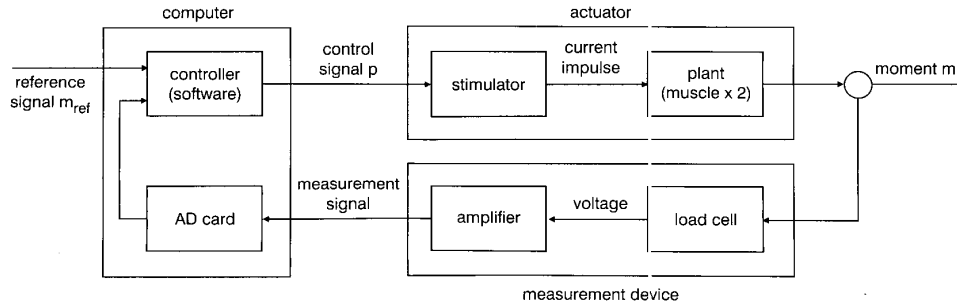 computer
actuator
reference
signal m_ref
controller
(software)
control
signal p
stimulator
current
impulse
plant
(muscle x 2)
moment m
AD card
measurement
signal
amplifier
voltage
load cell
measurement device